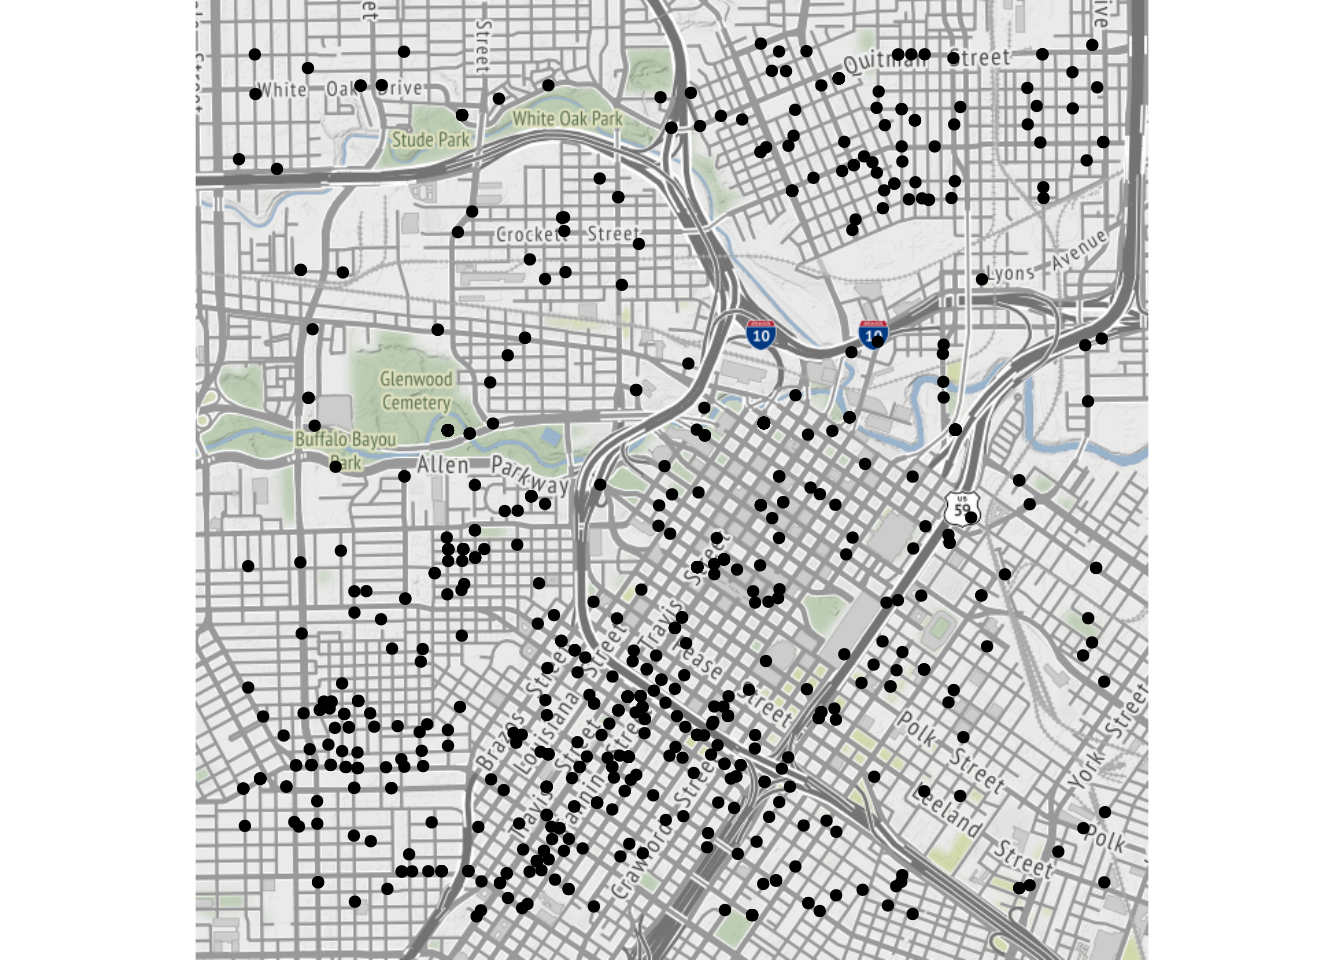 Quitman Street
White Oak Drive
Street
White Oak Park
Stude Park
Crockett Street
Lyons Avenue
10
10
Glenwood
Cemetery
Buffalo Bayou
Park
Allen Parkway
US
59
Street
Travis
Pease Street
Street
Street
Brazos
Louisiana
Street
Street
Travis
Crawford Street
Polk Street
Leeland
Street
York Street
Polk